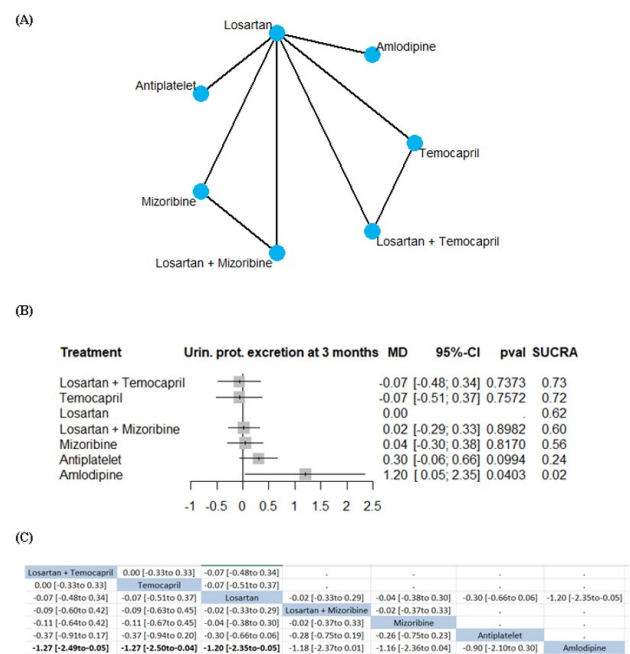 (A)
Losartan
Amlodipine
Antiplatelet
Temocapril
Mizoribine
Losartan + Temocapril
Losartan + Mizoribine
(B)
Treatment Urin. prot. excretion at 3 months MD 95%-CI pval SUCRA
Losartan + Temocapril -0.07 [-0.48; 0.34] 0.7373 0.73
Temocapril -0.07 [-0.51; 0.37] 0.7572 0.72
Losartan 0.00 . 0.62
Losartan + Mizoribine 0.02 [-0.29; 0.33] 0.8982 0.60
Mizoribine 0.04 [-0.30; 0.38] 0.8170 0.56
Antiplatelet 0.30 [-0.06; 0.66] 0.0994 0.24
Amlodipine 1.20 [ 0.05; 2.35] 0.0403 0.02
-1 -0.5 0 0.5 1 1.5 2 2.5
(C)
Losartan + Temocapril 0.00 [-0.33to 0.33] -0.07 [-0.48to 0.34] . . . .
0.00 [-0.33to 0.33] Temocapril -0.07 [-0.51to 0.37] . . . .
-0.07 [-0.48to 0.34] -0.07 [-0.51to 0.37] Losartan -0.02 [-0.33to 0.29] -0.04 [-0.38to 0.30] -0.30 [-0.66to 0.06] -1.20 [-2.35to-0.05]
-0.09 [-0.60to 0.42] -0.09 [-0.63to 0.45] -0.02 [-0.33to 0.29] Losartan + Mizoribine -0.02 [-0.37to 0.33] . .
-0.11 [-0.64to 0.42] -0.11 [-0.67to 0.45] -0.04 [-0.38to 0.30] -0.02 [-0.37to 0.33] Mizoribine . .
-0.37 [-0.91to 0.17] -0.37 [-0.94to 0.20] -0.30 [-0.66to 0.06] -0.28 [-0.75to 0.19] -0.26 [-0.75to 0.23] Antiplatelet .
-1.27 [-2.49to-0.05] -1.27 [-2.50to-0.04] -1.20 [-2.35to-0.05] -1.18 [-2.37to 0.01] -1.16 [-2.36to 0.04] -0.90 [-2.10to 0.30] Amlodipine